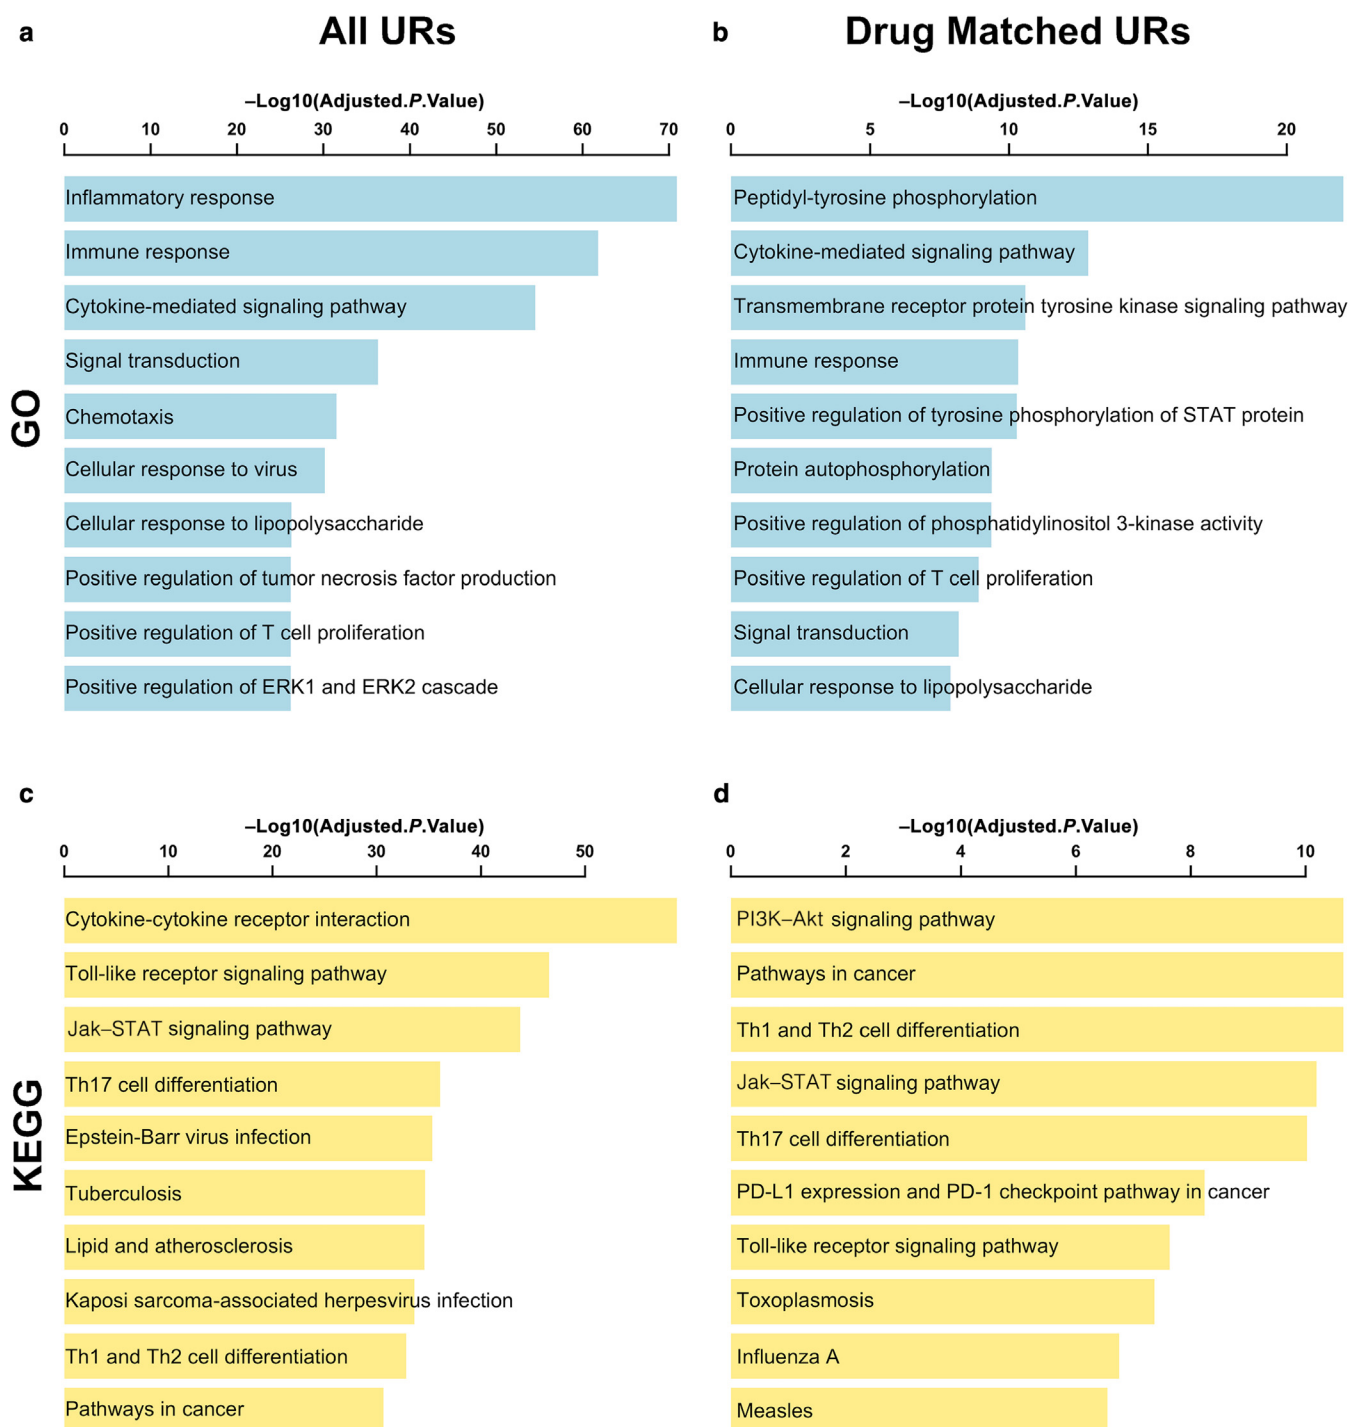 a
All URs
–Log10(Adjusted.P.Value)
0 10 20 30 40 50 60 70
GO
Inflammatory response
Immune response
Cytokine-mediated signaling pathway
Signal transduction
Chemotaxis
Cellular response to virus
Cellular response to lipopolysaccharide
Positive regulation of tumor necrosis factor production
Positive regulation of T cell proliferation
Positive regulation of ERK1 and ERK2 cascade
b
Drug Matched URs
–Log10(Adjusted.P.Value)
0 5 10 15 20
Peptidyl-tyrosine phosphorylation
Cytokine-mediated signaling pathway
Transmembrane receptor protein tyrosine kinase signaling pathway
Immune response
Positive regulation of tyrosine phosphorylation of STAT protein
Protein autophosphorylation
Positive regulation of phosphatidylinositol 3-kinase activity
Positive regulation of T cell proliferation
Signal transduction
Cellular response to lipopolysaccharide
c
–Log10(Adjusted.P.Value)
0 10 20 30 40 50
KEGG
Cytokine-cytokine receptor interaction
Toll-like receptor signaling pathway
Jak–STAT signaling pathway
Th17 cell differentiation
Epstein-Barr virus infection
Tuberculosis
Lipid and atherosclerosis
Kaposi sarcoma-associated herpesvirus infection
Th1 and Th2 cell differentiation
Pathways in cancer
d
–Log10(Adjusted.P.Value)
0 2 4 6 8 10
PI3K–Akt signaling pathway
Pathways in cancer
Th1 and Th2 cell differentiation
Jak–STAT signaling pathway
Th17 cell differentiation
PD-L1 expression and PD-1 checkpoint pathway in cancer
Toll-like receptor signaling pathway
Toxoplasmosis
Influenza A
Measles